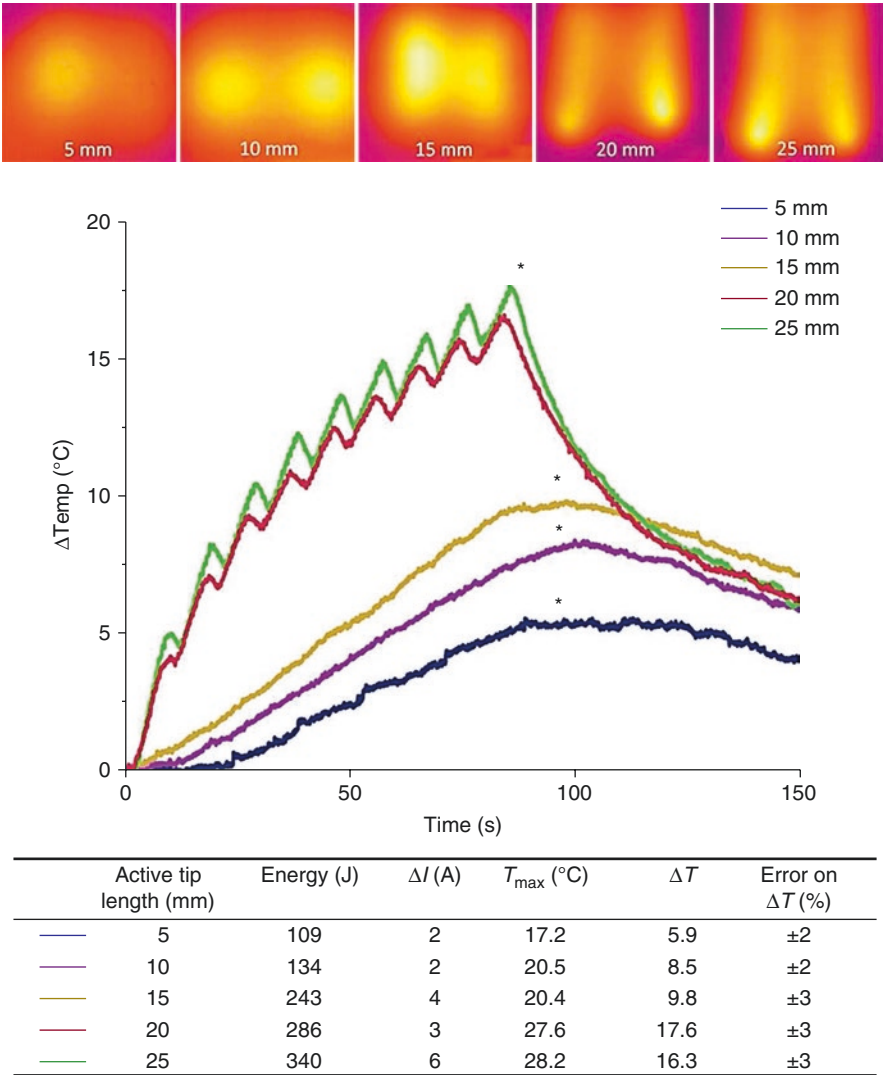 5 mm 10 mm 15 mm 20 mm 25 mm
5 mm
10 mm
15 mm
20 mm
25 mm
20
15
10
5
0
ΔTemp (°C)
*
*
*
*
0 50 100 150
Time (s)
Active tip length (mm) Energy (J) ΔI (A) Tmax (°C) ΔT Error on ΔT (%)
5 109 2 17.2 5.9 ±2
10 134 2 20.5 8.5 ±2
15 243 4 20.4 9.8 ±3
20 286 3 27.6 17.6 ±3
25 340 6 28.2 16.3 ±3